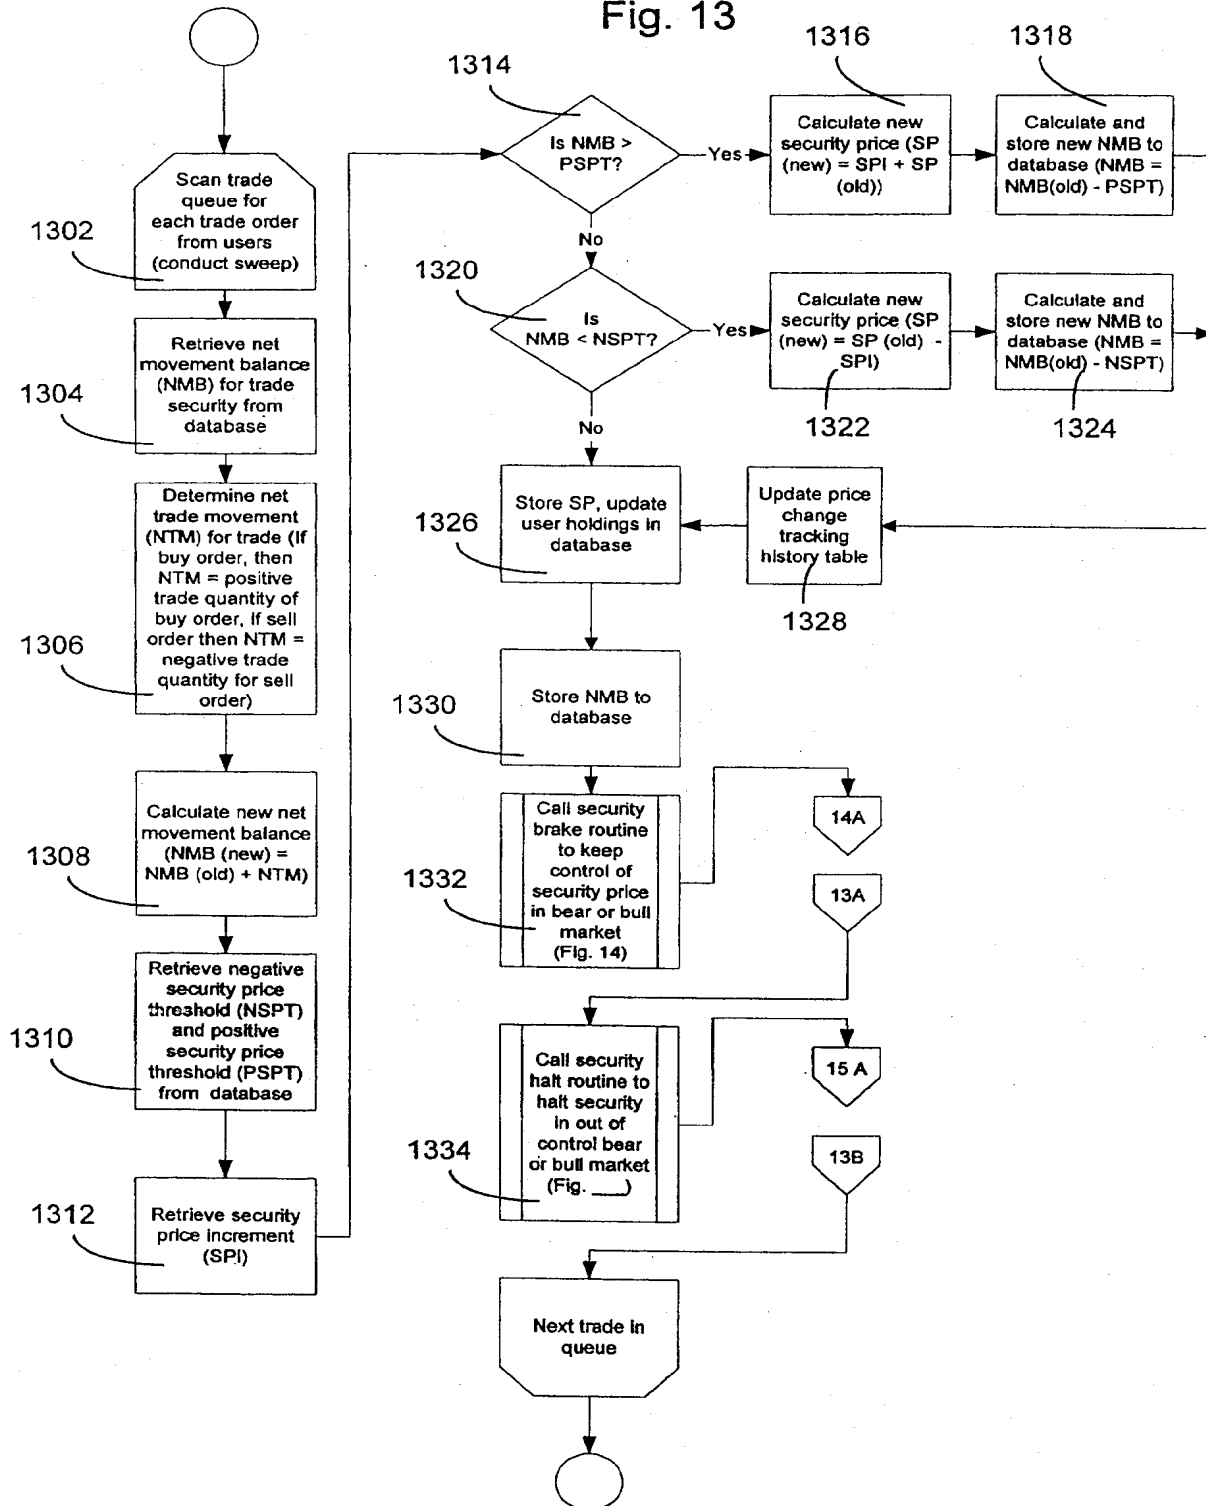 Fig. 13
1302
Scan trade
queue for
each trade order
from users
(conduct sweep)
1304
Retrieve net
movement balance
(NMB) for trade
security from
database
1306
Determine net
trade movement
(NTM) for trade (If
buy order, then
NTM = positive
trade quantity of
buy order, If sell
order then NTM =
negative trade
quantity for sell
order)
1308
Calculate new net
movement balance
(NMB (new) =
NMB (old) + NTM)
1310
Retrieve negative
security price
threshold (NSPT)
and positive
security price
threshold (PSPT)
from database
1312
Retrieve security
price increment
(SPI)
1314
Is NMB >
PSPT?
Yes
No
1316
Calculate new
security price (SP
(new) = SPI + SP
(old))
1318
Calculate and
store new NMB to
database (NMB =
NMB(old) - PSPT)
1320
Is
NMB < NSPT?
Yes
No
Calculate new
security price (SP
(new) = SP (old) -
SPI)
1322
Calculate and
store new NMB to
database (NMB =
NMB(old) - NSPT)
1324
1326
Store SP, update
user holdings in
database
Update price
change
tracking
history table
1328
1330
Store NMB to
database
1332
Call security
brake routine
to keep
control of
security price
in bear or bull
market
(Fig. 14)
14A
13A
1334
Call security
halt routine to
halt security
in out of
control bear
or bull market
(Fig. ___)
15 A
13B
Next trade in
queue